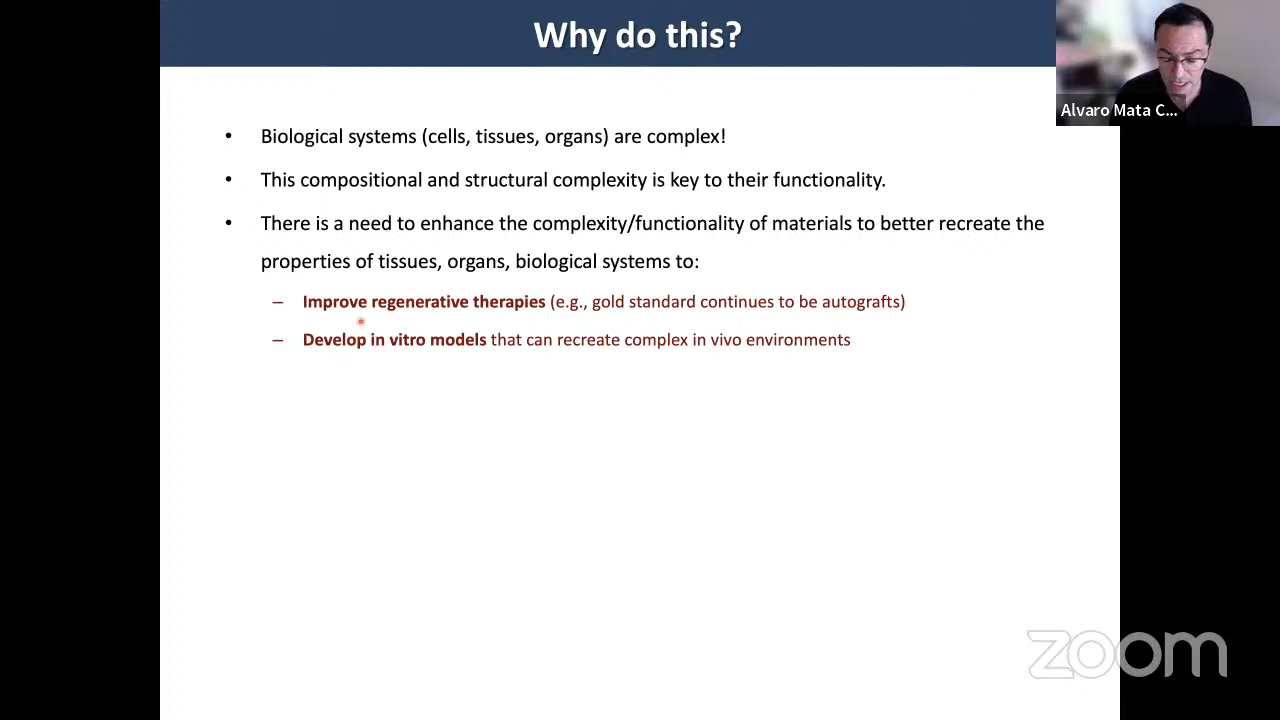 Why do this?
Alvaro Mata C...
• Biological systems (cells, tissues, organs) are complex!
• This compositional and structural complexity is key to their functionality.
• There is a need to enhance the complexity/functionality of materials to better recreate the
properties of tissues, organs, biological systems to:
– Improve regenerative therapies (e.g., gold standard continues to be autografts)
– Develop in vitro models that can recreate complex in vivo environments
zoom